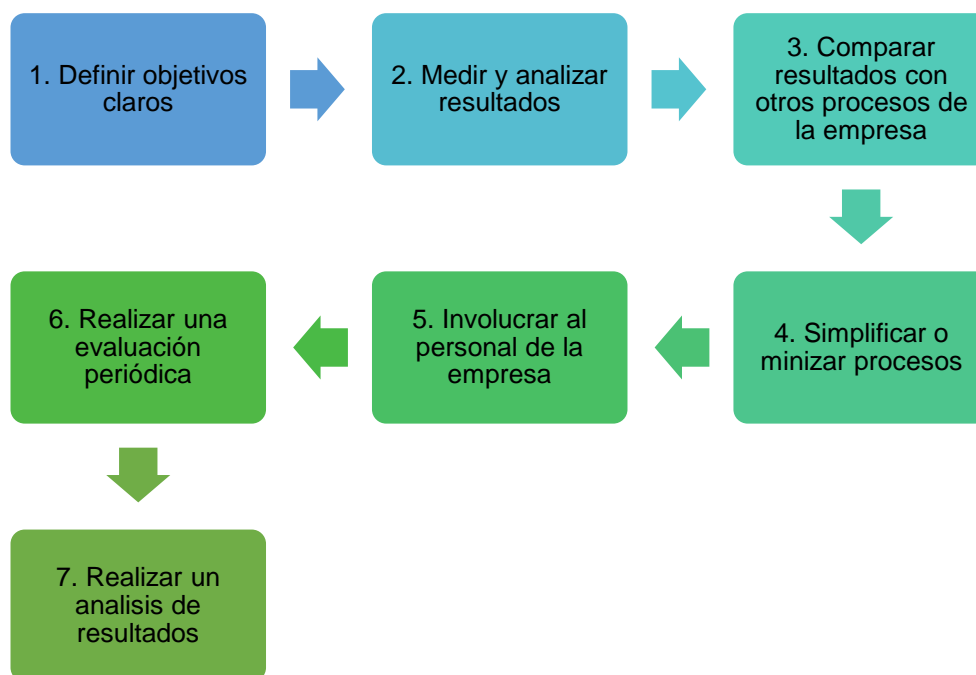 1. Definir objetivos
claros
2. Medir y analizar
resultados
3. Comparar
resultados con
otros procesos de
la empresa
4. Simplificar o
minizar procesos
5. Involucrar al
personal de la
empresa
6. Realizar una
evaluación
periódica
7. Realizar un
analisis de
resultados